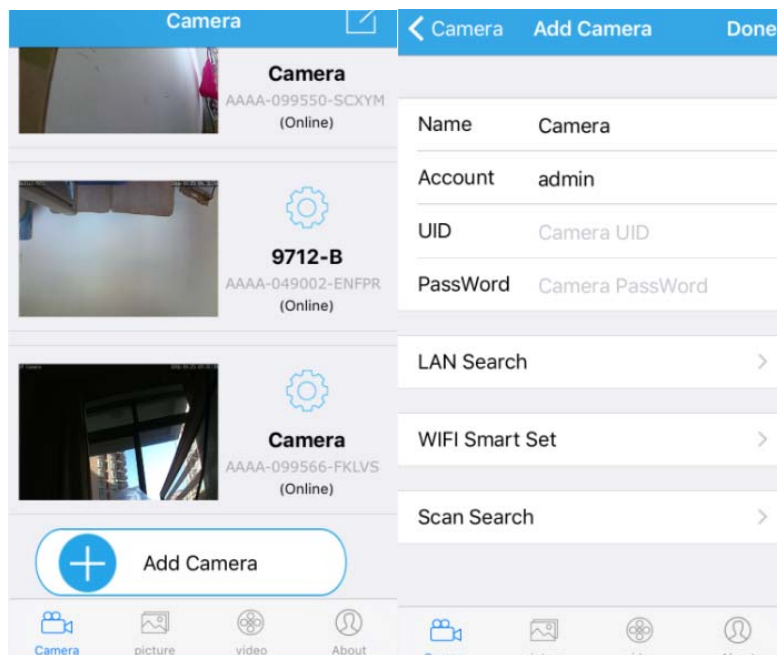 Camera
Camera
AAAA-099550-SCXYM
(Online)
9712-B
AAAA-049002-ENFPR
(Online)
Camera
AAAA-099566-FKLVS
(Online)
Add Camera
Camera
picture
video
About
Camera
Add Camera
Done
Name
Camera
Account
admin
UID
Camera UID
PassWord
Camera PassWord
LAN Search
WIFI Smart Set
Scan Search